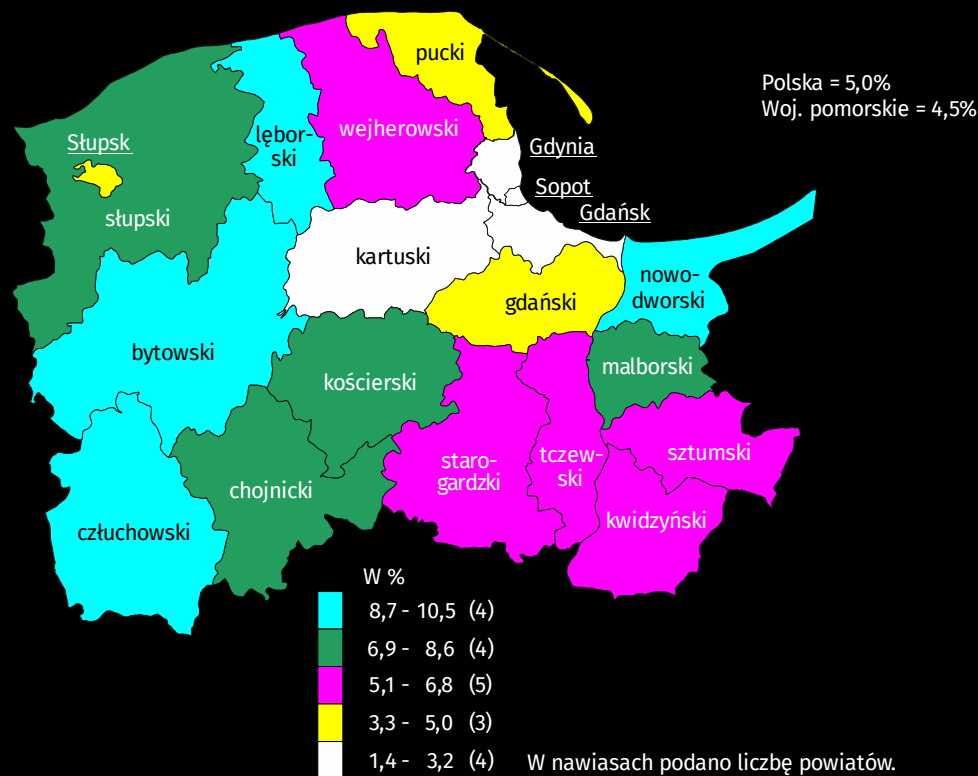 pucki
Polska = 5,0%
Woj. pomorskie = 4,5%
wejherowski
lębor-
ski
Słupsk
Gdynia
Sopot
Gdańsk
słupski
kartuski
nowo-
dworski
gdański
bytowski
kościerski
malborski
staro-
gardzki
tczew-
ski
sztumski
chojnicki
kwidzyński
człuchowski
W %
8,7 - 10,5 (4)
6,9 - 8,6 (4)
5,1 - 6,8 (5)
3,3 - 5,0 (3)
1,4 - 3,2 (4)
W nawiasach podano liczbę powiatów.